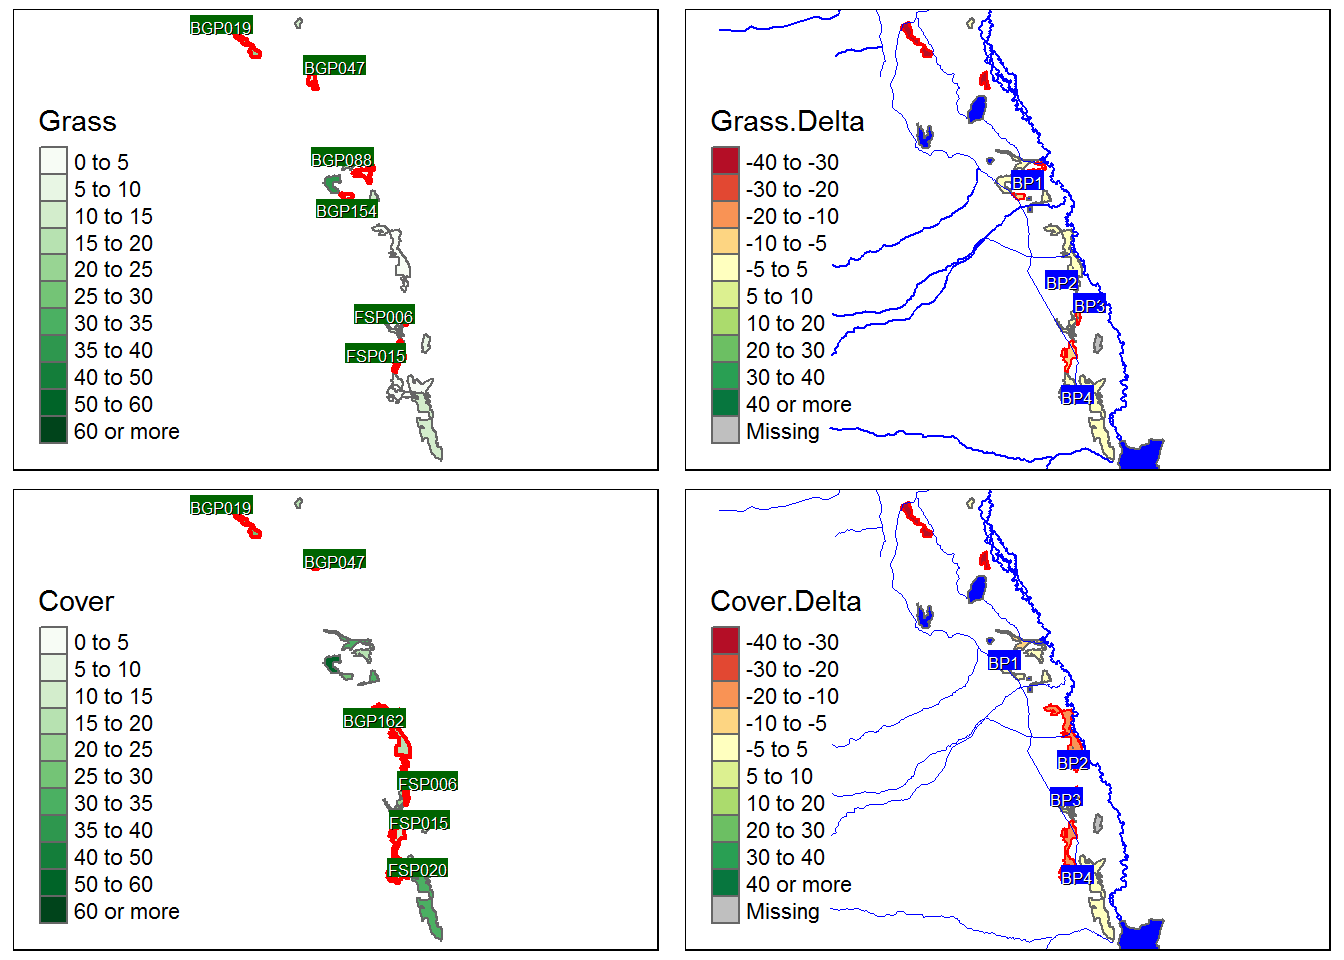 BGP019
BGP047
Grass
BGP088
0 to 5
5 to 10
10 to 15
BGP154
15 to 20
20 to 25
25 to 30
30 to 35
FSP006
35 to 40
FSP015
40 to 50
50 to 60
60 or more
Grass.Delta
-40 to -30
-30 to -20
BP1
-20 to -10
-10 to -5
-5 to 5
BP2
5 to 10
BP3
10 to 20
20 to 30
30 to 40
BP4
40 or more
Missing
BGP019
BGP047
Cover
0 to 5
5 to 10
10 to 15
BGP162
15 to 20
20 to 25
25 to 30
FSP006
30 to 35
FSP015
35 to 40
40 to 50
FSP020
50 to 60
60 or more
Cover.Delta
-40 to -30
BP1
-30 to -20
-20 to -10
-10 to -5
-5 to 5
BP2
5 to 10
BP3
10 to 20
20 to 30
30 to 40
BP4
40 or more
Missing